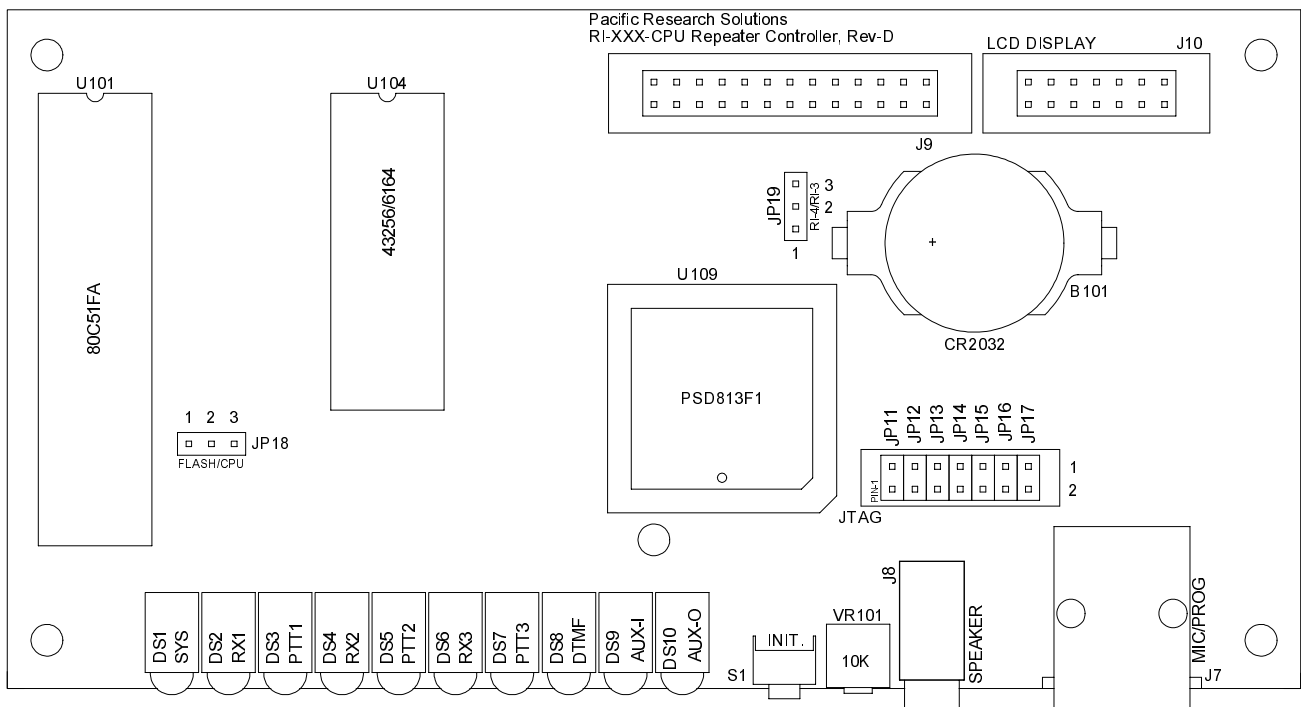 Pacific Research Solutions
RI-XXX-CPU Repeater Controller, Rev-D
LCD DISPLAY
J10
U101
U104
J9
80C51FA
43256/6164
JP19
RI-4/RI-3
3
2
1
U109
PSD813F1
B101
CR2032
1 2 3
JP18
FLASH/CPU
JP11
JP12
JP13
JP14
JP15
JP16
JP17
PIN-1
1
2
JTAG
DS1
SYS
DS2
RX1
DS3
PTT1
DS4
RX2
DS5
PTT2
DS6
RX3
DS7
PTT3
DS8
DTMF
DS9
AUX-I
DS10
AUX-O
S1
INIT.
VR101
10K
J8
SPEAKER
MIC/PROG
J7